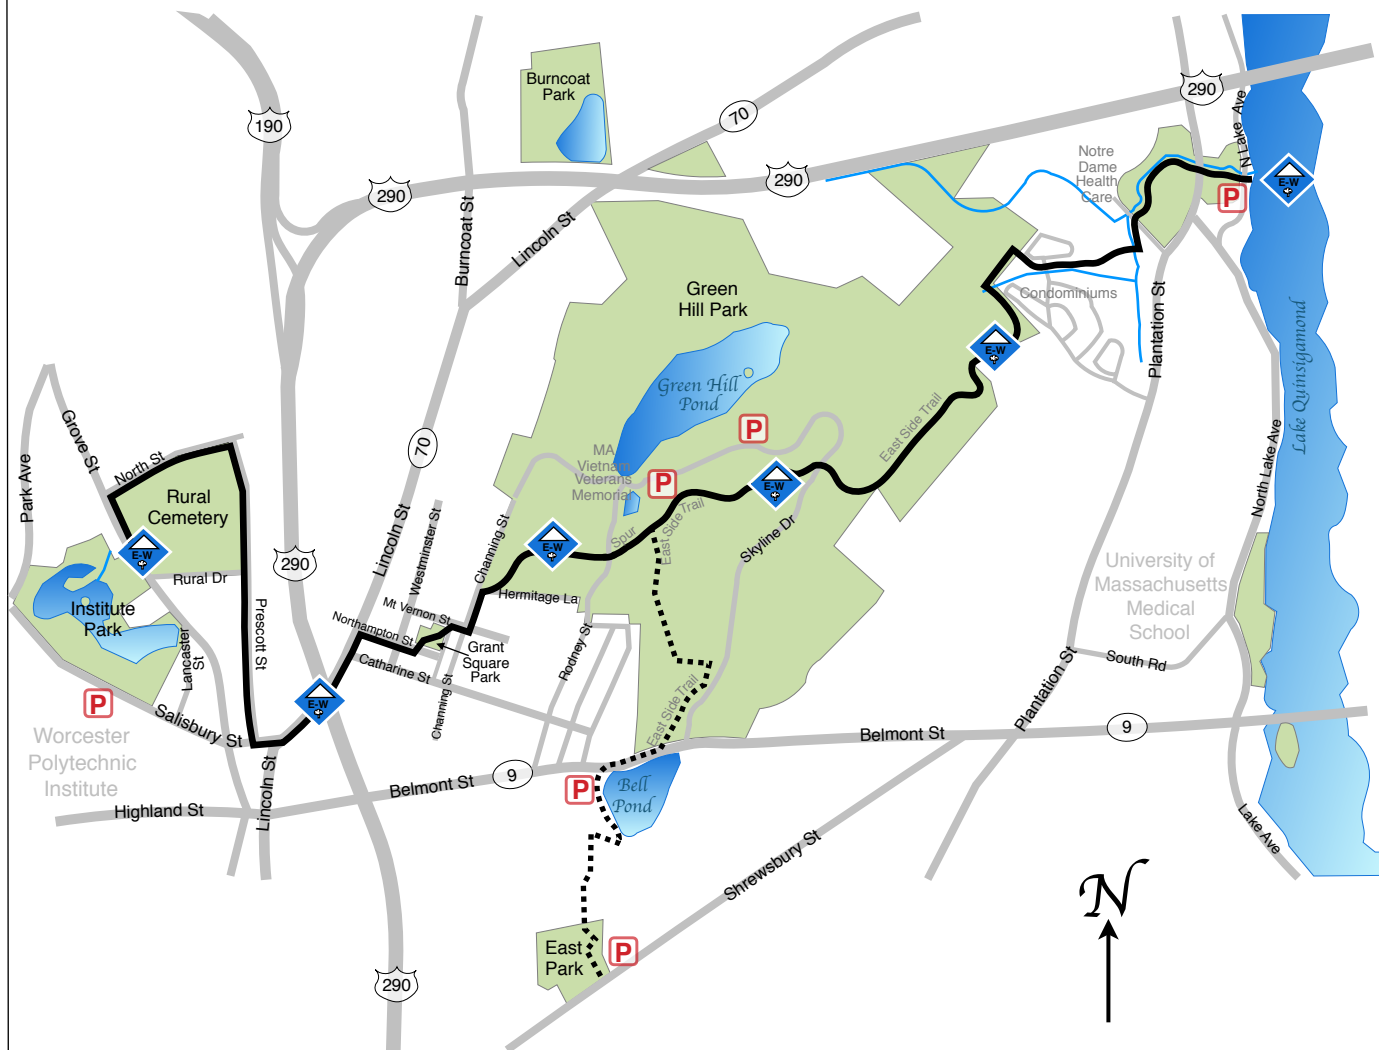 Burncoat
Park
70
290
190
290
290
N Lake Ave
Notre
Dame
Health
Care
P
E-W
Burncoat St
Lincoln St
Green
Hill Park
Condominiums
Plantation St
Lake Quinsigamond
E-W
Green Hill
Pond
Park Ave
Grove St
North St
70
P
East Side Trail
North Lake Ave
MA
Vietnam
Veterans
Memorial
P
E-W
Rural
Cemetery
E-W
Lincoln St
Westminster St
Channing St
E-W
Spur
East Side Trail
Skyline Dr
290
Rural Dr
University of
Massachusetts
Medical
School
Institute
Park
Prescott St
Hermitage La
Mt Vernon St
Northampton St
Lancaster
St
Catharine St
Grant
Square
Park
Rodney St
Channing St
South Rd
Plantation St
P
E-W
East Side Trail
Salisbury St
Worcester
Polytechnic
Institute
Belmont St
9
Lincoln St
9
Belmont St
P
Bell
Pond
Highland St
Lake Ave
Shrewsbury St
N
East
Park
P
290